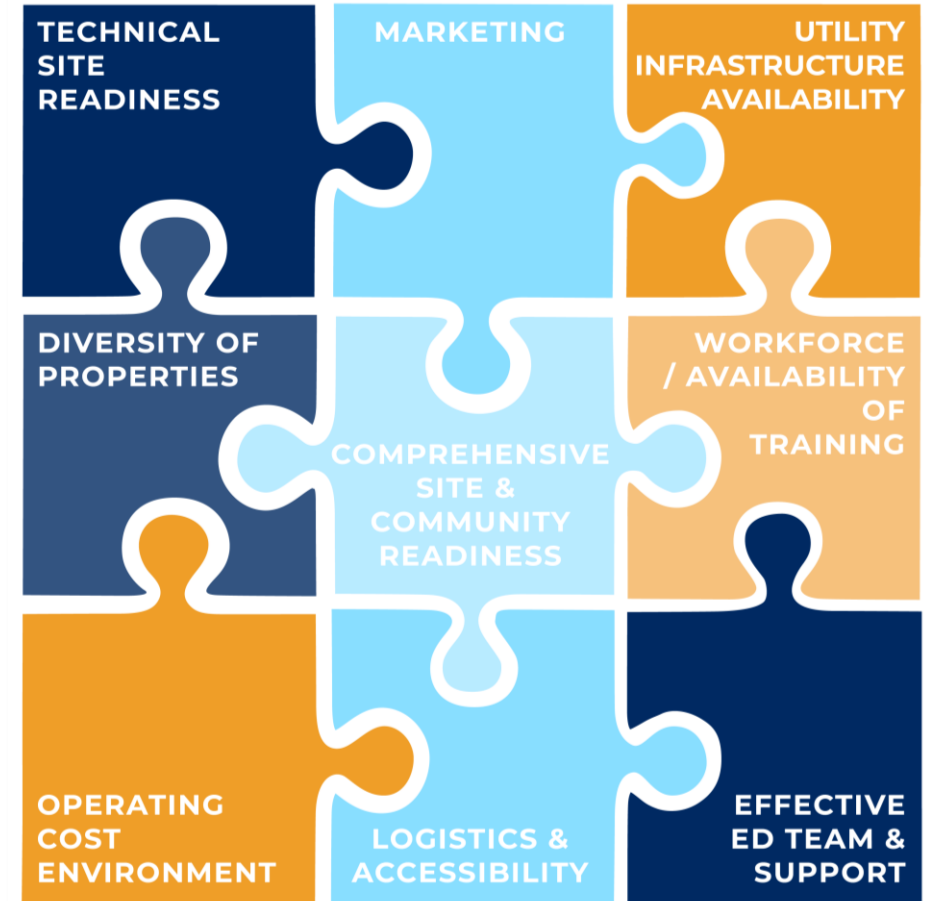 TECHNICAL
SITE
READINESS
MARKETING
UTILITY
INFRASTRUCTURE
AVAILABILITY
DIVERSITY OF
PROPERTIES
COMPREHENSIVE
SITE &
COMMUNITY
READINESS
WORKFORCE
/ AVAILABILITY
OF
TRAINING
OPERATING
COST
ENVIRONMENT
LOGISTICS &
ACCESSIBILITY
EFFECTIVE
ED TEAM &
SUPPORT